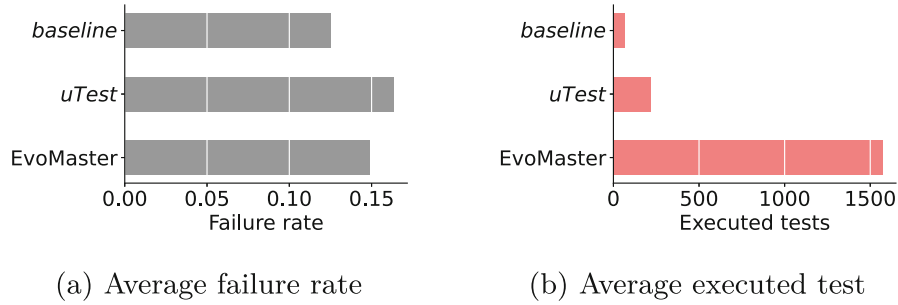 baseline
uTest
EvoMaster
0.00 0.05 0.10 0.15
Failure rate
(a) Average failure rate
baseline
uTest
EvoMaster
0 500 1000 1500
Executed tests
(b) Average executed test